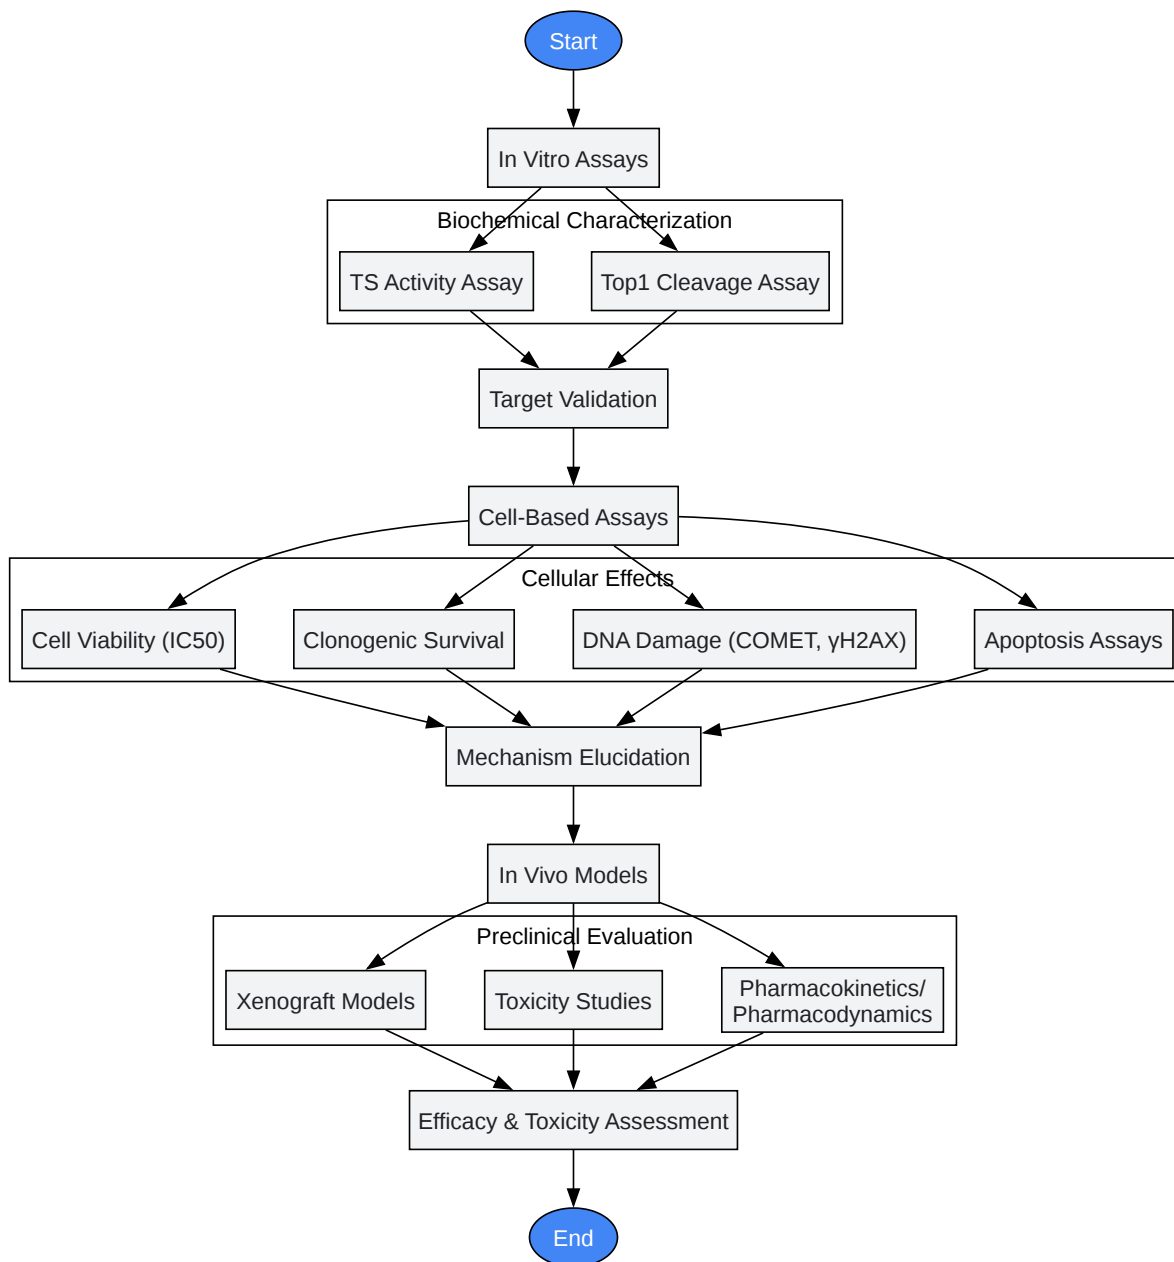 Start
In Vitro Assays
Biochemical Characterization
TS Activity Assay
Top1 Cleavage Assay
Target Validation
Cell-Based Assays
Cellular Effects
Cell Viability (IC50)
Clonogenic Survival
DNA Damage (COMET, γH2AX)
Apoptosis Assays
Mechanism Elucidation
In Vivo Models
Preclinical Evaluation
Xenograft Models
Toxicity Studies
Pharmacokinetics/
Pharmacodynamics
Efficacy & Toxicity Assessment
End